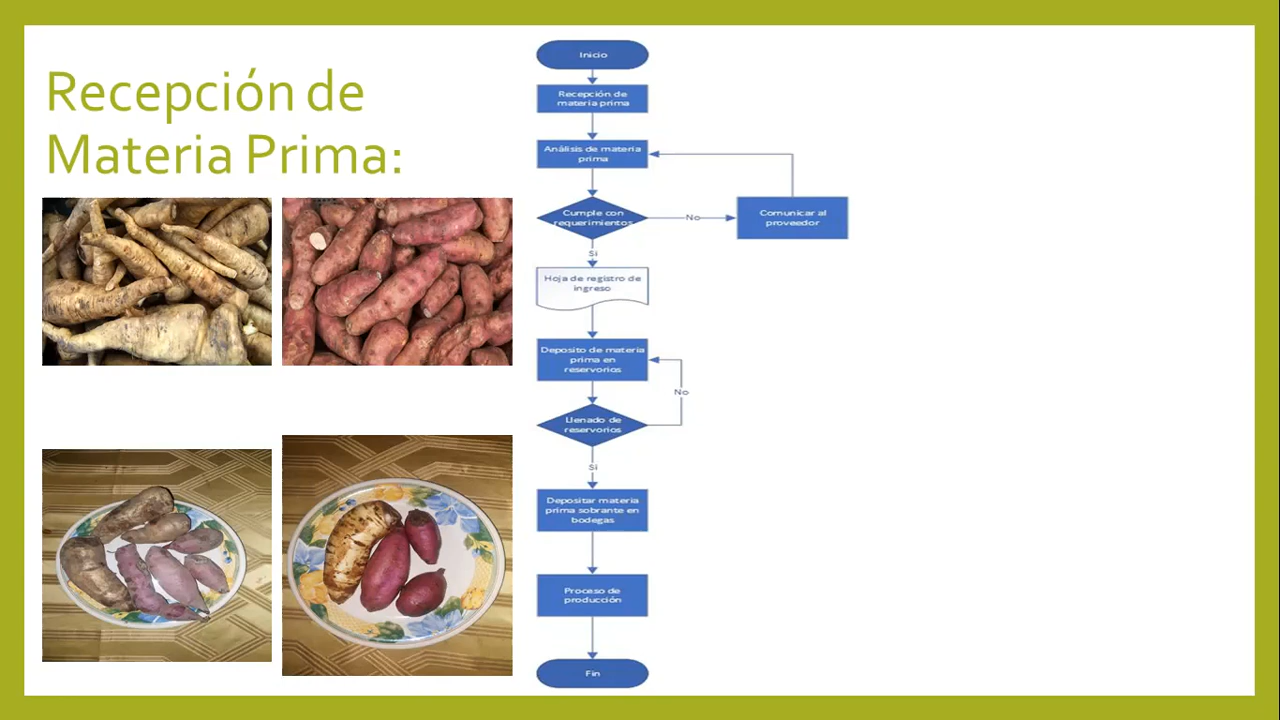 Recepción de
Materia Prima:
Inicio
Recepción de
materia prima
Análisis de materia
prima
Cumple con
requerimientos
No
Comunicar al
proveedor
Si
Hoja de registro de
ingreso
Deposito de materia
prima en
reservorios
No
Llenado de
reservorios
Si
Depositar materia
prima sobrante en
bodegas
Proceso de
producción
Fin